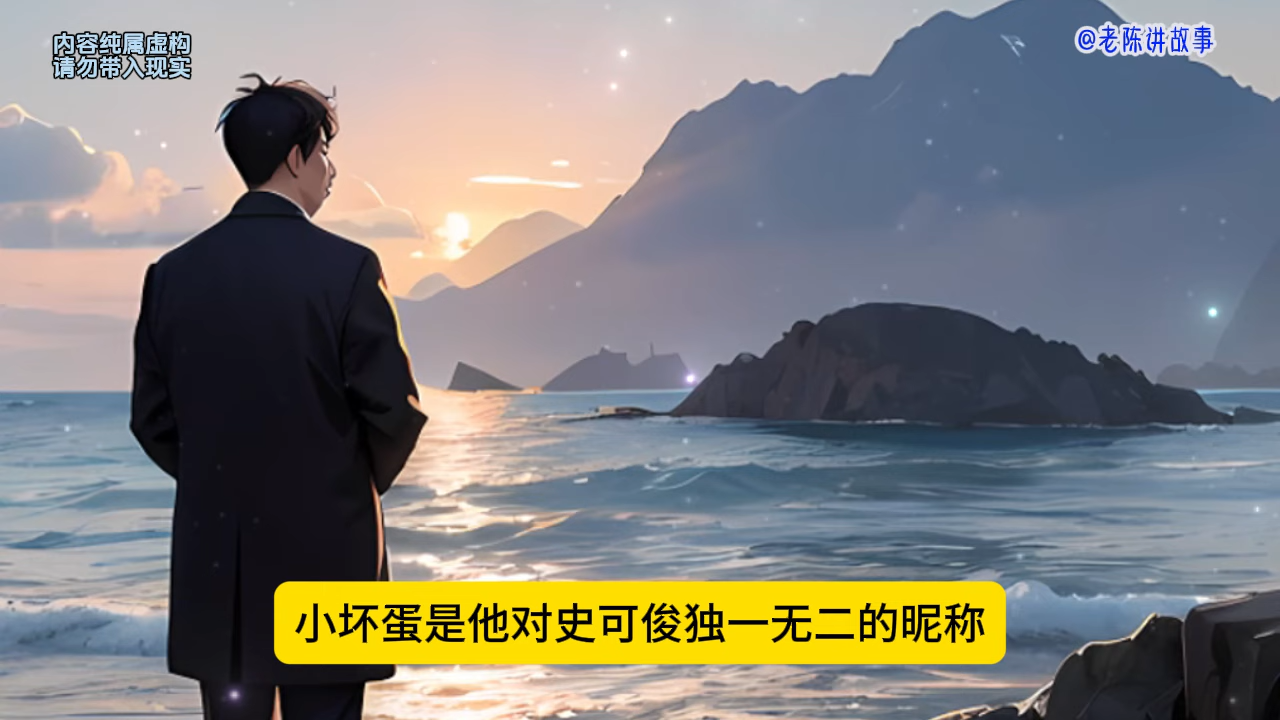 内容纯属虚构
请勿带入现实
@老陈讲故事
小坏蛋是他对史可俊独一无二的昵称